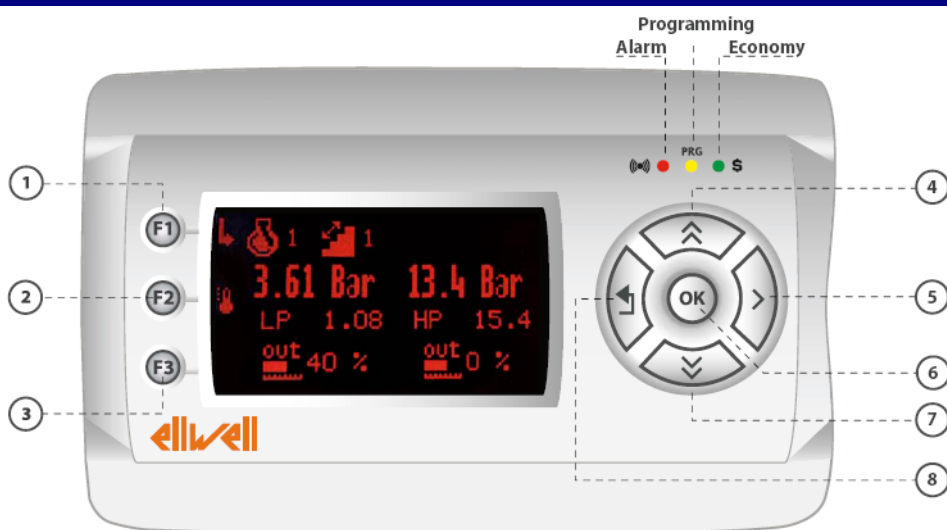 Programming
Alarm Economy
PRG
$
1 F1 1 1 4
3.61 Bar 13.4 Bar
2 F2 OK 5
LP 1.08 HP 15.4
out 40 % out 0 %
F3 6
3 7
ellwell
8